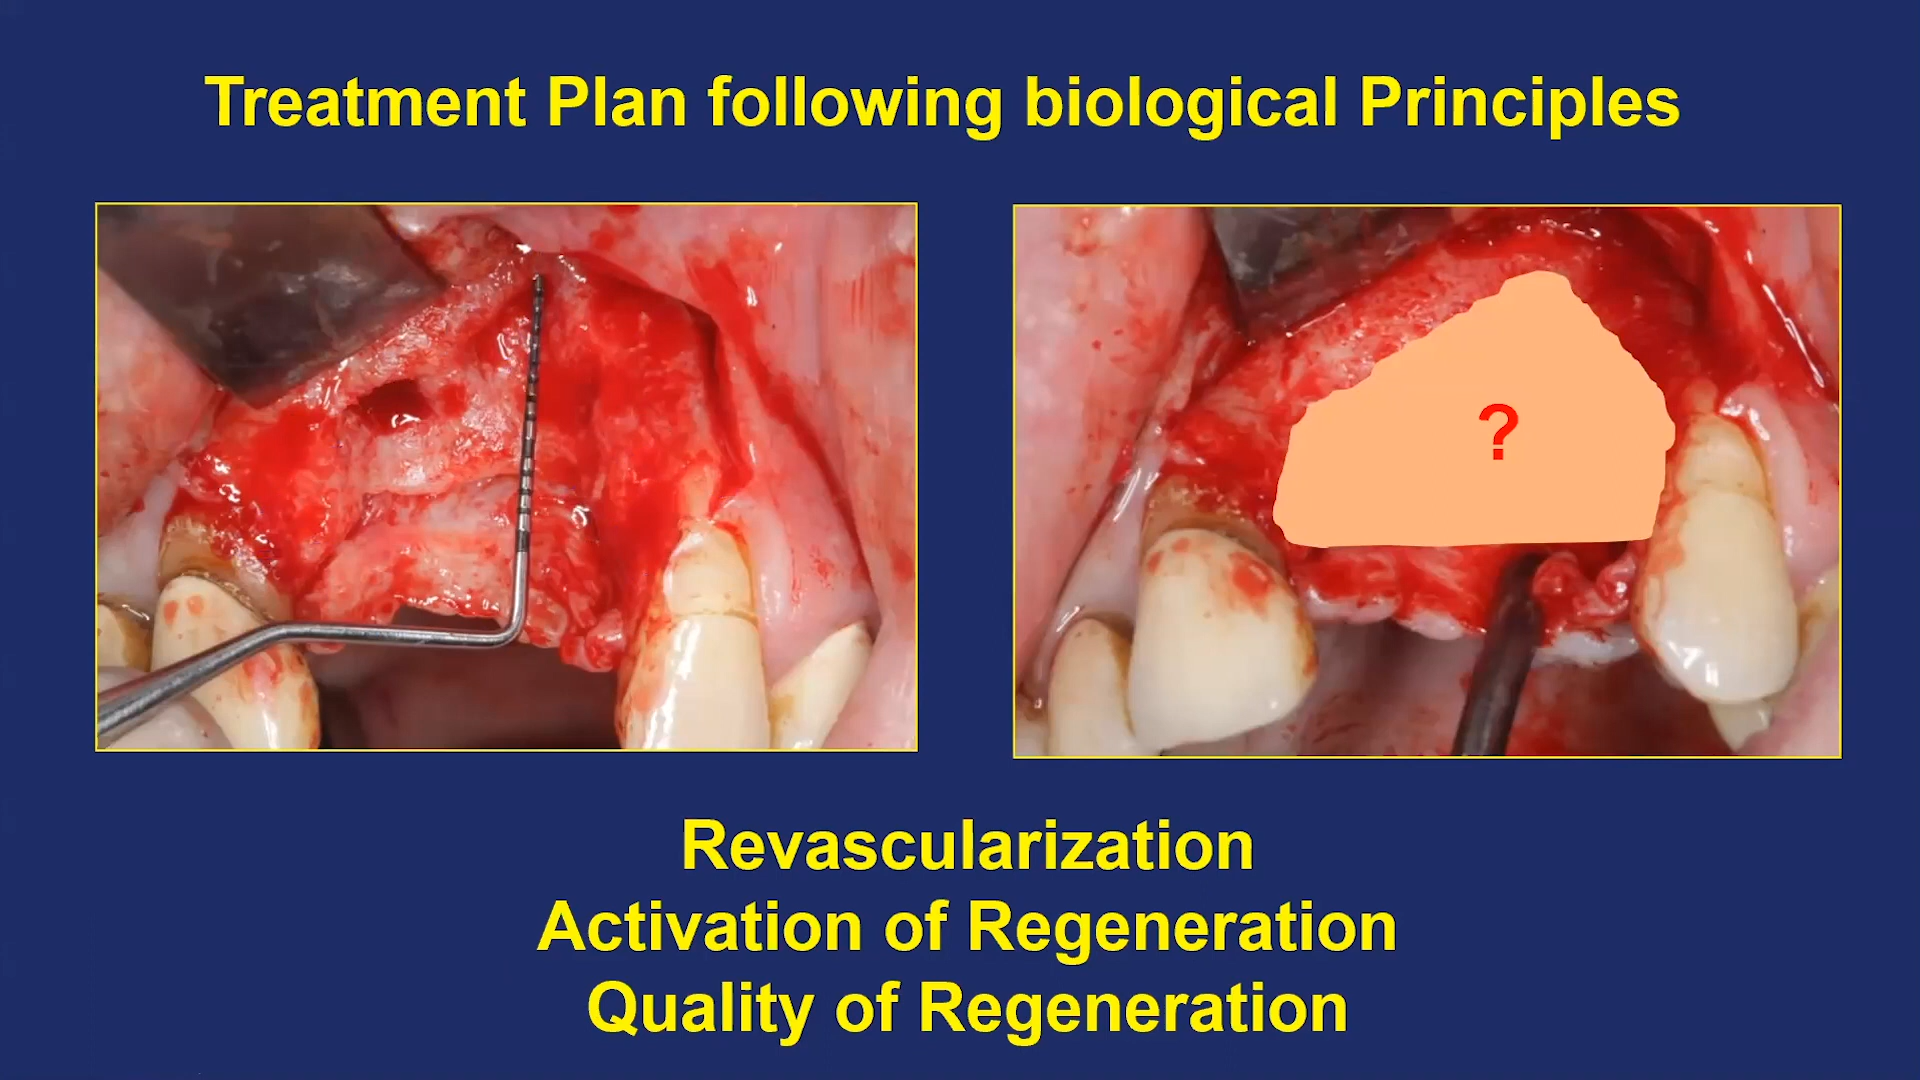 Treatment Plan following biological Principles
?
Revascularization
Activation of Regeneration
Quality of Regeneration